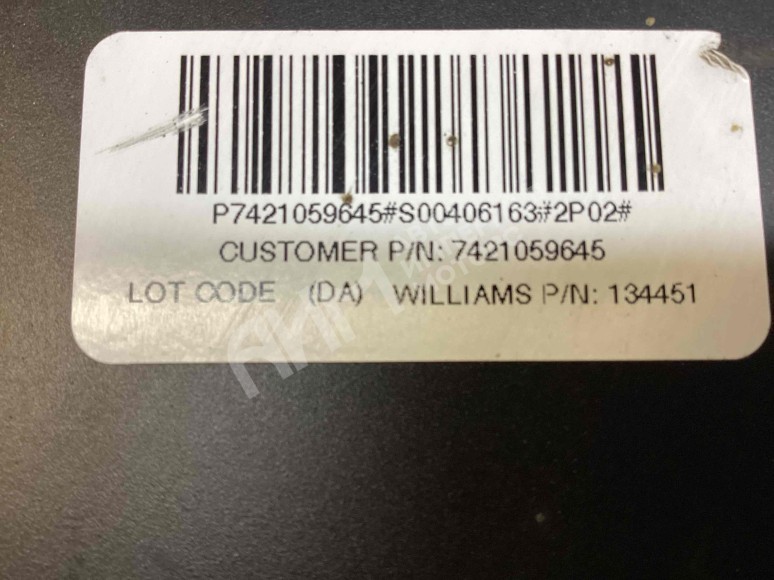 P7421059645#S00406163#2P02#
CUSTOMER P/N: 7421059645
LOT CODE (DA) WILLIAMS P/N: 134451